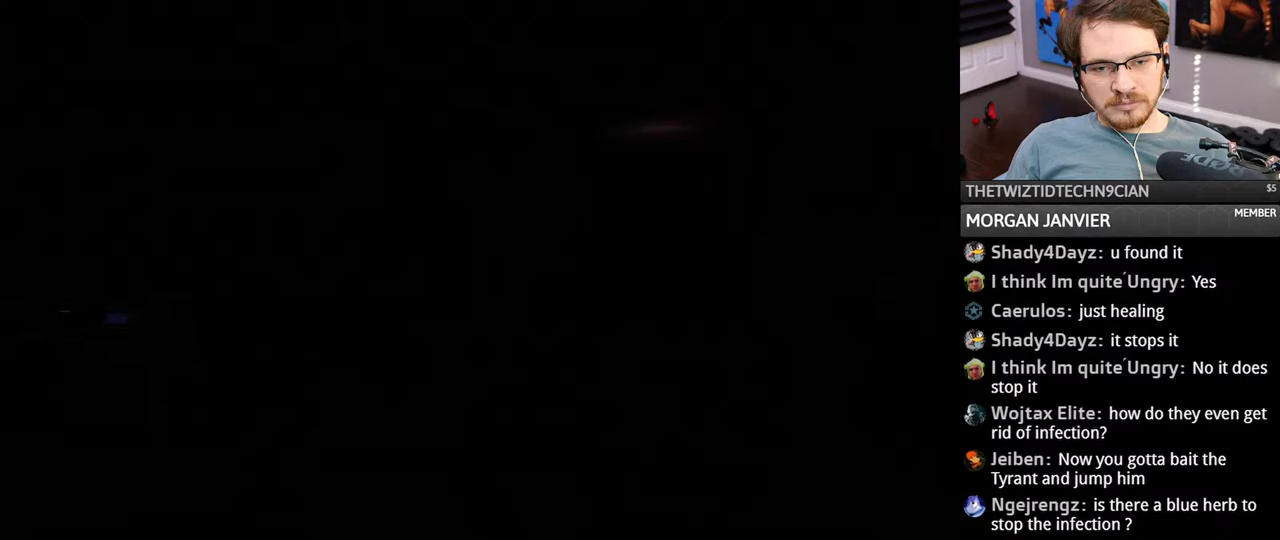 RODE
THETWIZTIDTECHN9CIAN $5
MORGAN JANVIER MEMBER
Shady4Dayz: u found it
I think Im quite´Ungry: Yes
Caerulos: just healing
Shady4Dayz: it stops it
I think Im quite´Ungry: No it does
stop it
Wojtax Elite: how do they even get
rid of infection?
Jeiben: Now you gotta bait the
Tyrant and jump him
Ngejrengz: is there a blue herb to
stop the infection ?